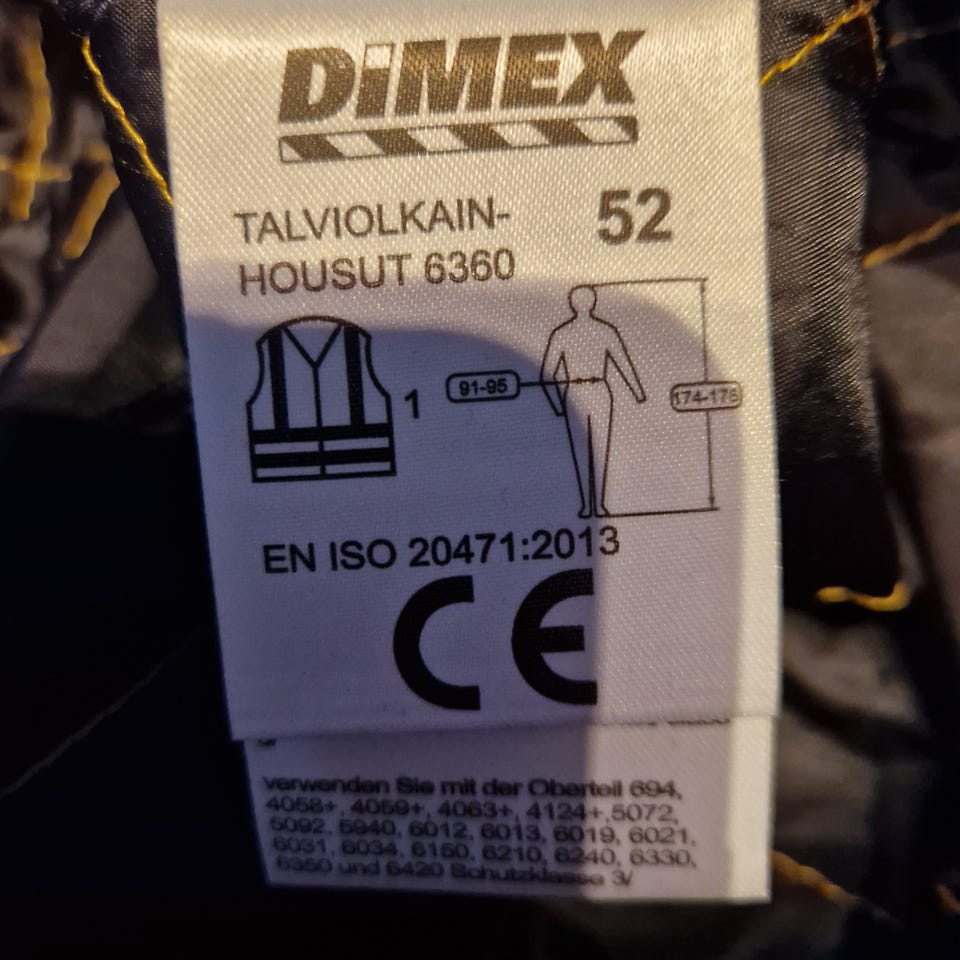 DiMEX
TALVIOLKAIN-
HOUSUT 6360
52
1
91-95
174-178
EN ISO 20471:2013
CE
verwenden Sie mit der Oberteil 694,
4058+, 4059+, 4063+, 4124+,5072,
5092, 5940, 6012, 6013, 6019, 6021,
6031, 6034, 6150, 6210, 6240, 6330,
6350 und 6420 Schutzklasse 3/